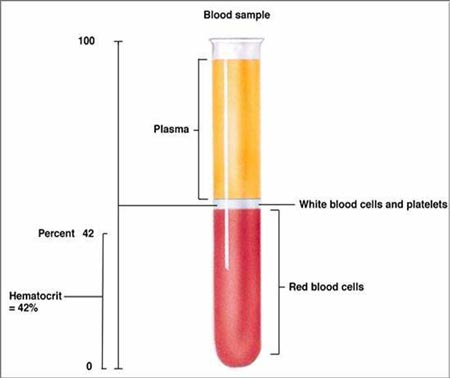 Blood sample
100
Plasma
White blood cells and platelets
Percent 42
Red blood cells
Hematocrit
= 42%
0